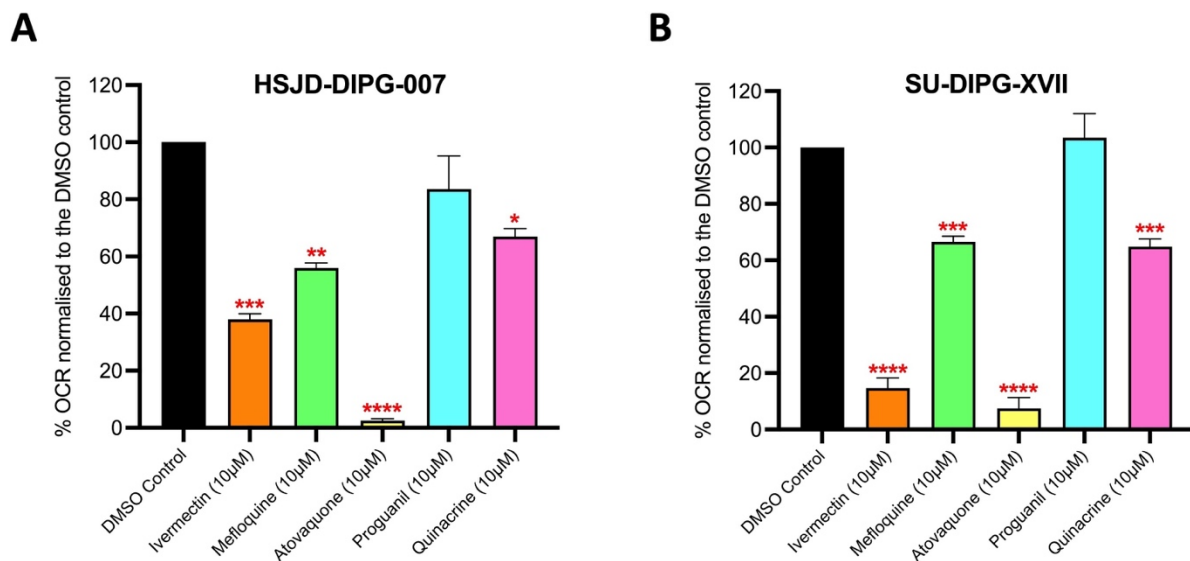 A
HSJD-DIPG-007
% OCR normalised to the DMSO control
120
100
80
60
40
20
0
***
**
****
*
DMSO Control
Ivermectin (10µM)
Mefloquine (10µM)
Atovaquone (10µM)
Proguanil (10µM)
Quinacrine (10µM)
B
SU-DIPG-XVII
% OCR normalised to the DMSO control
120
100
80
60
40
20
0
****
***
****
***
DMSO Control
Ivermectin (10µM)
Mefloquine (10µM)
Atovaquone (10µM)
Proguanil (10µM)
Quinacrine (10µM)